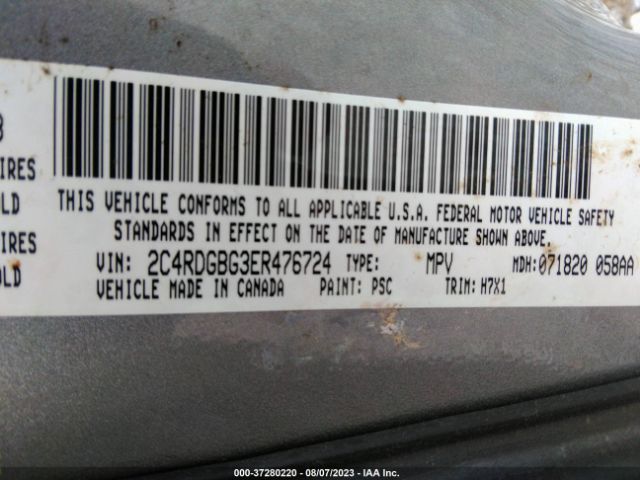 3
IRES
LD
IRES
OLD
THIS VEHICLE CONFORMS TO ALL APPLICABLE U.S.A. FEDERAL MOTOR VEHICLE SAFETY
STANDARDS IN EFFECT ON THE DATE OF MANUFACTURE SHOWN ABOVE.
VIN: 2C4RDGBG3ER476724 TYPE: MPV MDH:071820 058AA
VEHICLE MADE IN CANADA PAINT: PSC TRIM: H7X1
000-37280220 - 08/07/2023 - IAA Inc.